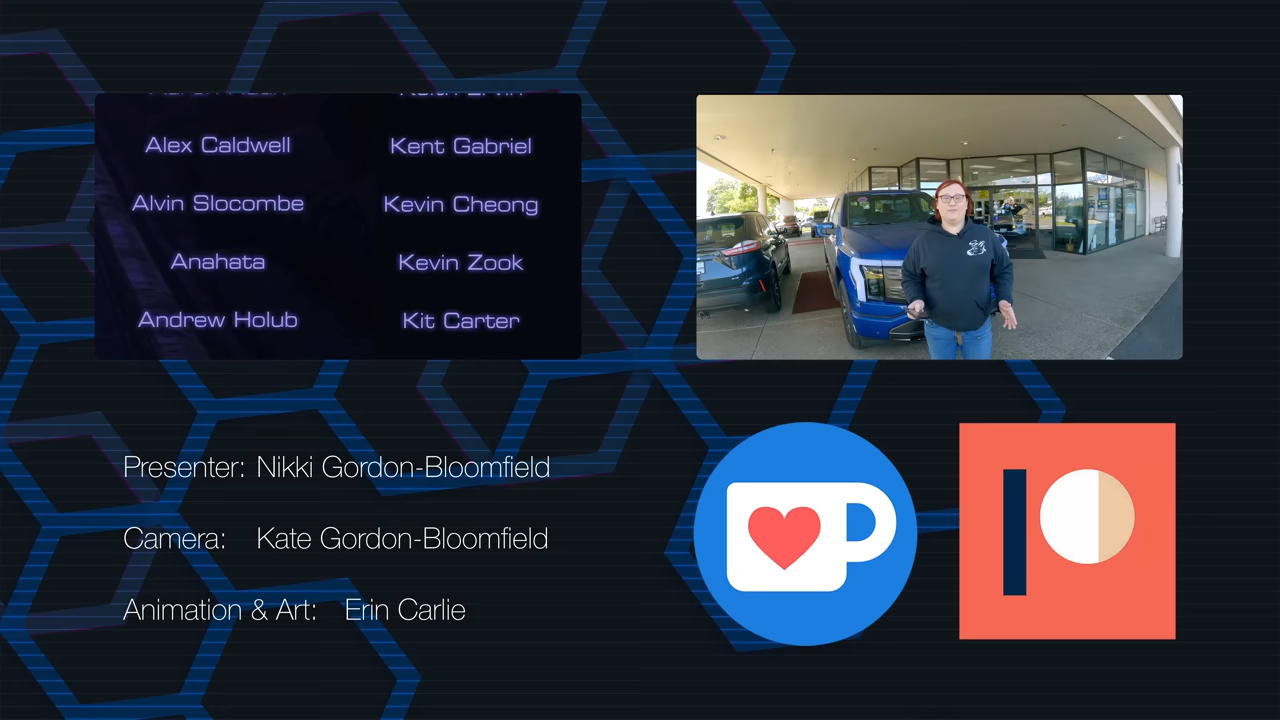 Alex Caldwell
Kent Gabriel
Alvin Slocombe
Kevin Cheong
Anahata
Kevin Zook
Andrew Holub
Kit Carter
Presenter: Nikki Gordon-Bloomfield
Camera: Kate Gordon-Bloomfield
Animation & Art: Erin Carlie